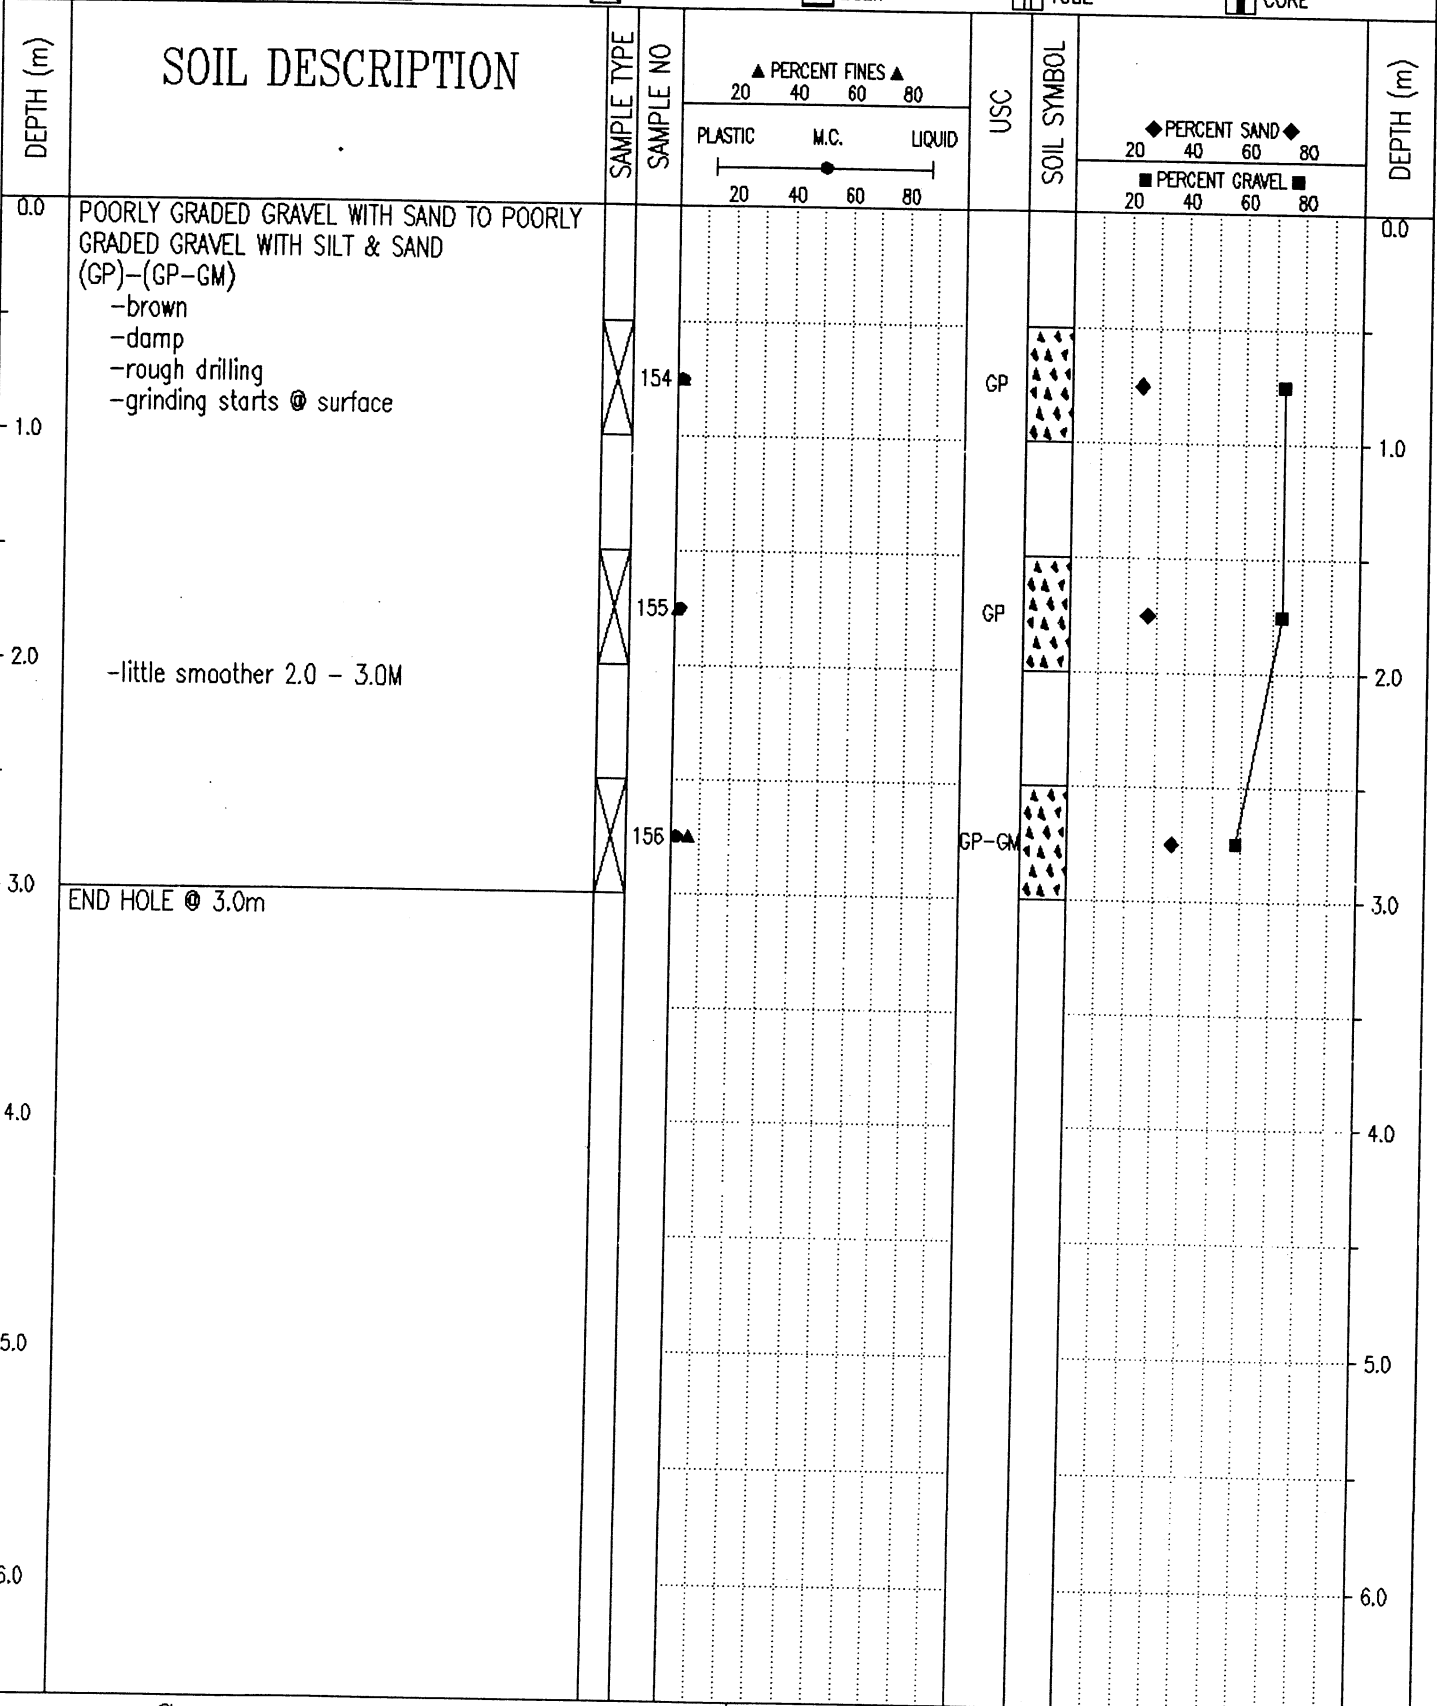 CORE
DEPTH (m)
SOIL DESCRIPTION
SAMPLE TYPE
SAMPLE NO
▲ PERCENT FINES ▲
20 40 60 80
PLASTIC M.C. LIQUID
20 40 60 80
USC
SOIL SYMBOL
◆PERCENT SAND◆
20 40 60 80
■ PERCENT GRAVEL ■
20 40 60 80
DEPTH (m)
0.0
POORLY GRADED GRAVEL WITH SAND TO POORLY
GRADED GRAVEL WITH SILT & SAND
(GP)-(GP-GM)
-brown
-damp
-rough drilling
-grinding starts @ surface
0.0
154
GP
1.0
1.0
155
GP
2.0
-little smoother 2.0 - 3.0M
2.0
156
GP-GM
3.0
END HOLE @ 3.0m
3.0
4.0
4.0
5.0
5.0
6.0
6.0